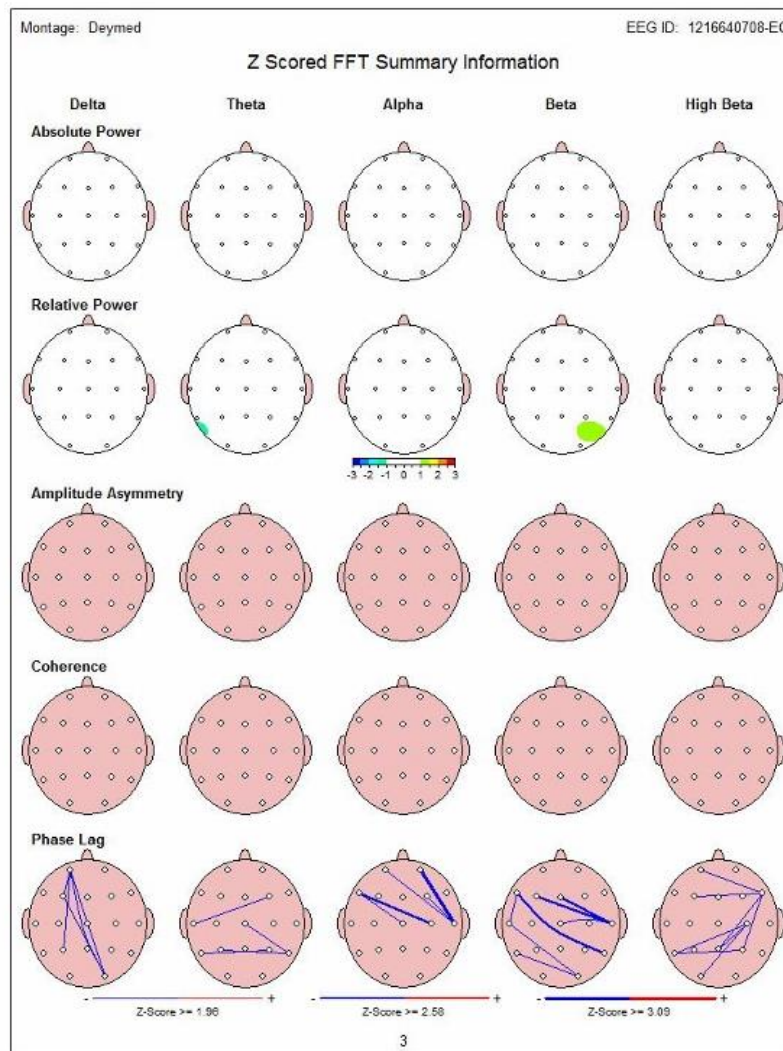 Montage: Deymed EEG ID: 1216640708-EC
Z Scored FFT Summary Information
Delta Theta Alpha Beta High Beta
Absolute Power
Relative Power
-3 -2 -1 0 1 2 3
Amplitude Asymmetry
Coherence
Phase Lag
- + - + - +
Z-Score >= 1.96 Z-Score >= 2.58 Z-Score >= 3.09
3